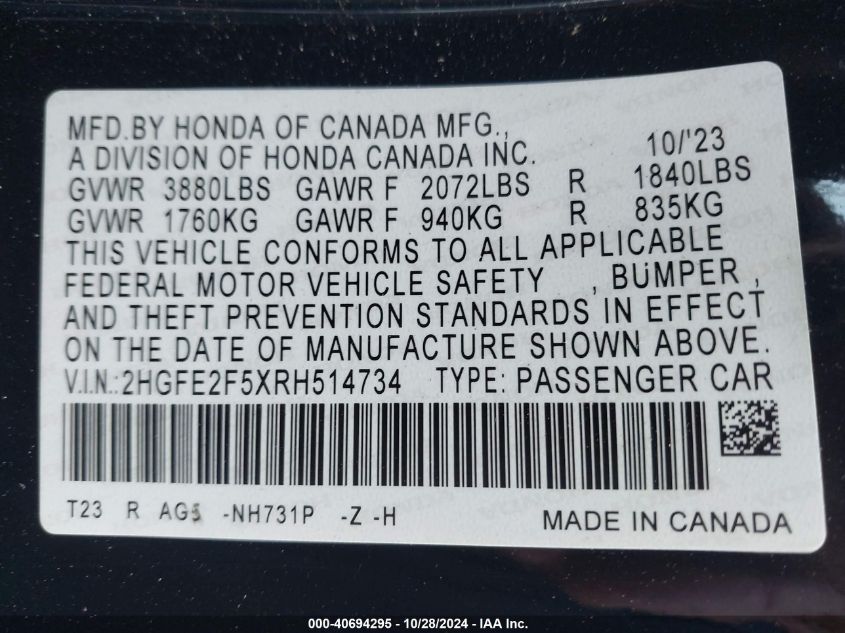 MFD.BY HONDA OF CANADA MFG.,
A DIVISION OF HONDA CANADA INC. 10/'23
GVWR 3880LBS GAWR F 2072LBS R 1840LBS
GVWR 1760KG GAWR F 940KG R 835KG
THIS VEHICLE CONFORMS TO ALL APPLICABLE
FEDERAL MOTOR VEHICLE SAFETY , BUMPER ,
AND THEFT PREVENTION STANDARDS IN EFFECT
ON THE DATE OF MANUFACTURE SHOWN ABOVE.
V.I.N.:2HGFE2F5XRH514734 TYPE: PASSENGER CAR
T23 R AG5 -NH731P -Z -H MADE IN CANADA
000-40694295 - 10/28/2024 - IAA Inc.